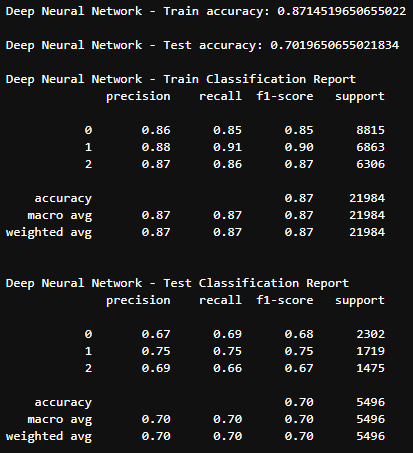 Deep Neural Network - Train accuracy: 0.8714519650655022
Deep Neural Network - Test accuracy: 0.7019650655021834
Deep Neural Network - Train Classification Report
precision recall f1-score support
0 0.86 0.85 0.85 8815
1 0.88 0.91 0.90 6863
2 0.87 0.86 0.87 6306
accuracy 0.87 21984
macro avg 0.87 0.87 0.87 21984
weighted avg 0.87 0.87 0.87 21984
Deep Neural Network - Test Classification Report
precision recall f1-score support
0 0.67 0.69 0.68 2302
1 0.75 0.75 0.75 1719
2 0.69 0.66 0.67 1475
accuracy 0.70 5496
macro avg 0.70 0.70 0.70 5496
weighted avg 0.70 0.70 0.70 5496